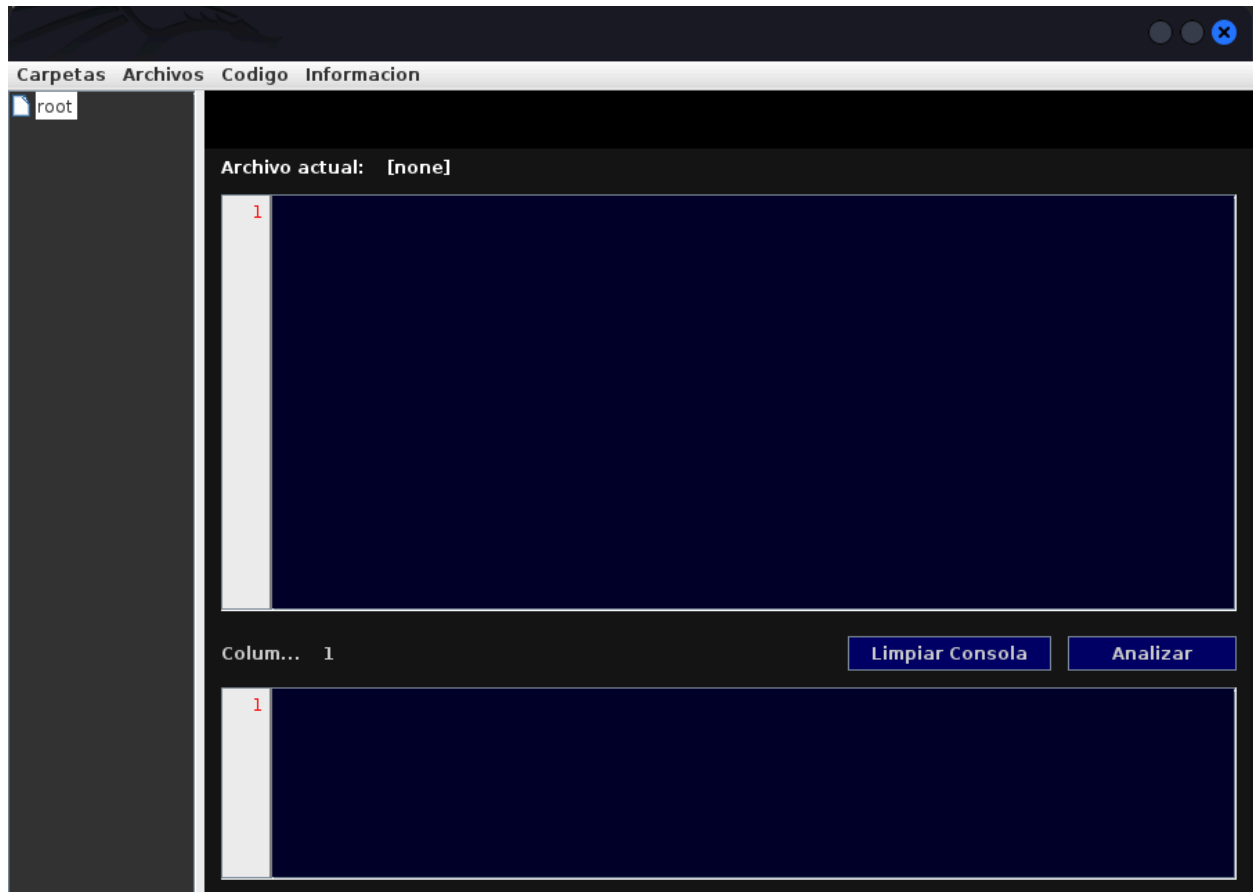 Carpetas Archivos Codigo Informacion
root
Archivo actual: [none]
1
Colum... 1
Limpiar Consola
Analizar
1